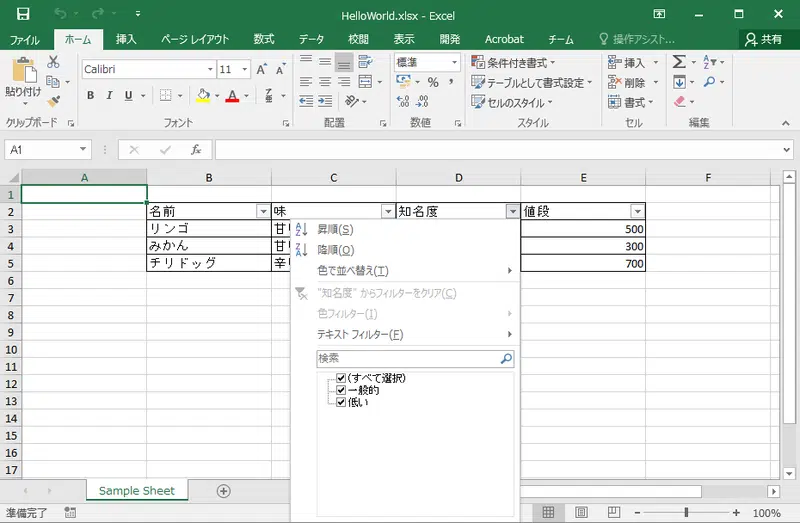 HelloWorld.xlsx - Excel
ファイル ホーム 挿入 ページ レイアウト 数式 データ 校閲 表示 開発 Acrobat チーム 操作アシスト... 共有
Calibri 11 標準 条件付き書式 挿入
貼り付け B I U A % テーブルとして書式設定 削除
セルのスタイル 書式
クリップボード フォント 配置 数値 スタイル セル 編集
A1 fx
A B C D E F
1
2 名前 味 知名度 値段
3 リンゴ 甘 500
4 みかん 甘 300
5 チリドッグ 辛 700
6
7
8
9
10
11
12
13
14
15
16
17
昇順(S)
降順(O)
色で並べ替え(T)
"知名度" からフィルターをクリア(C)
色フィルター(I)
テキスト フィルター(F)
検索
(すべて選択)
一般的
低い
Sample Sheet
準備完了 100%